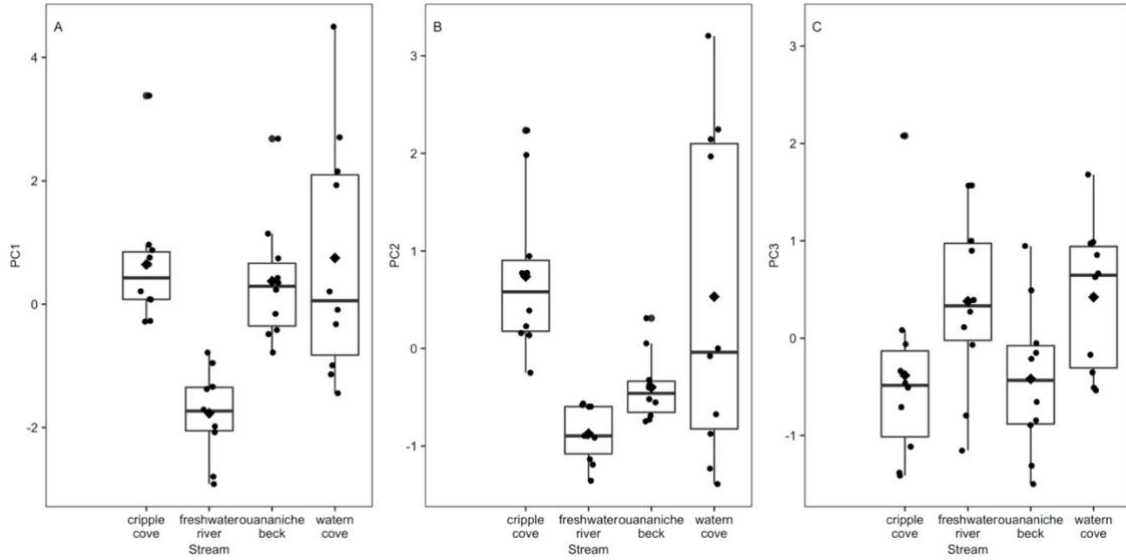 A
PC1
4
2
0
-2
cripple cove
freshwater river
ouananiche beck
watern cove
Stream
B
PC2
3
2
1
0
-1
cripple cove
freshwater river
ouananiche beck
watern cove
Stream
C
PC3
3
2
1
0
-1
cripple cove
freshwater river
ouananiche beck
watern cove
Stream